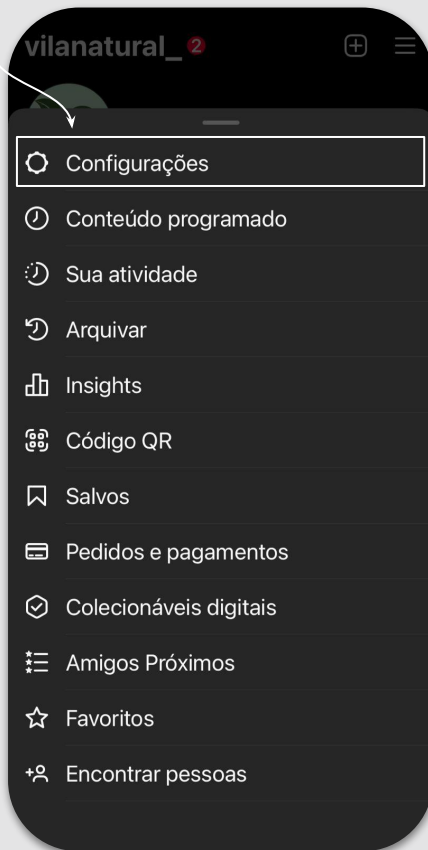 vilanatural_ 2
Configurações
Conteúdo programado
Sua atividade
Arquivar
Insights
Código QR
Salvos
Pedidos e pagamentos
Colecionáveis digitais
Amigos Próximos
Favoritos
Encontrar pessoas